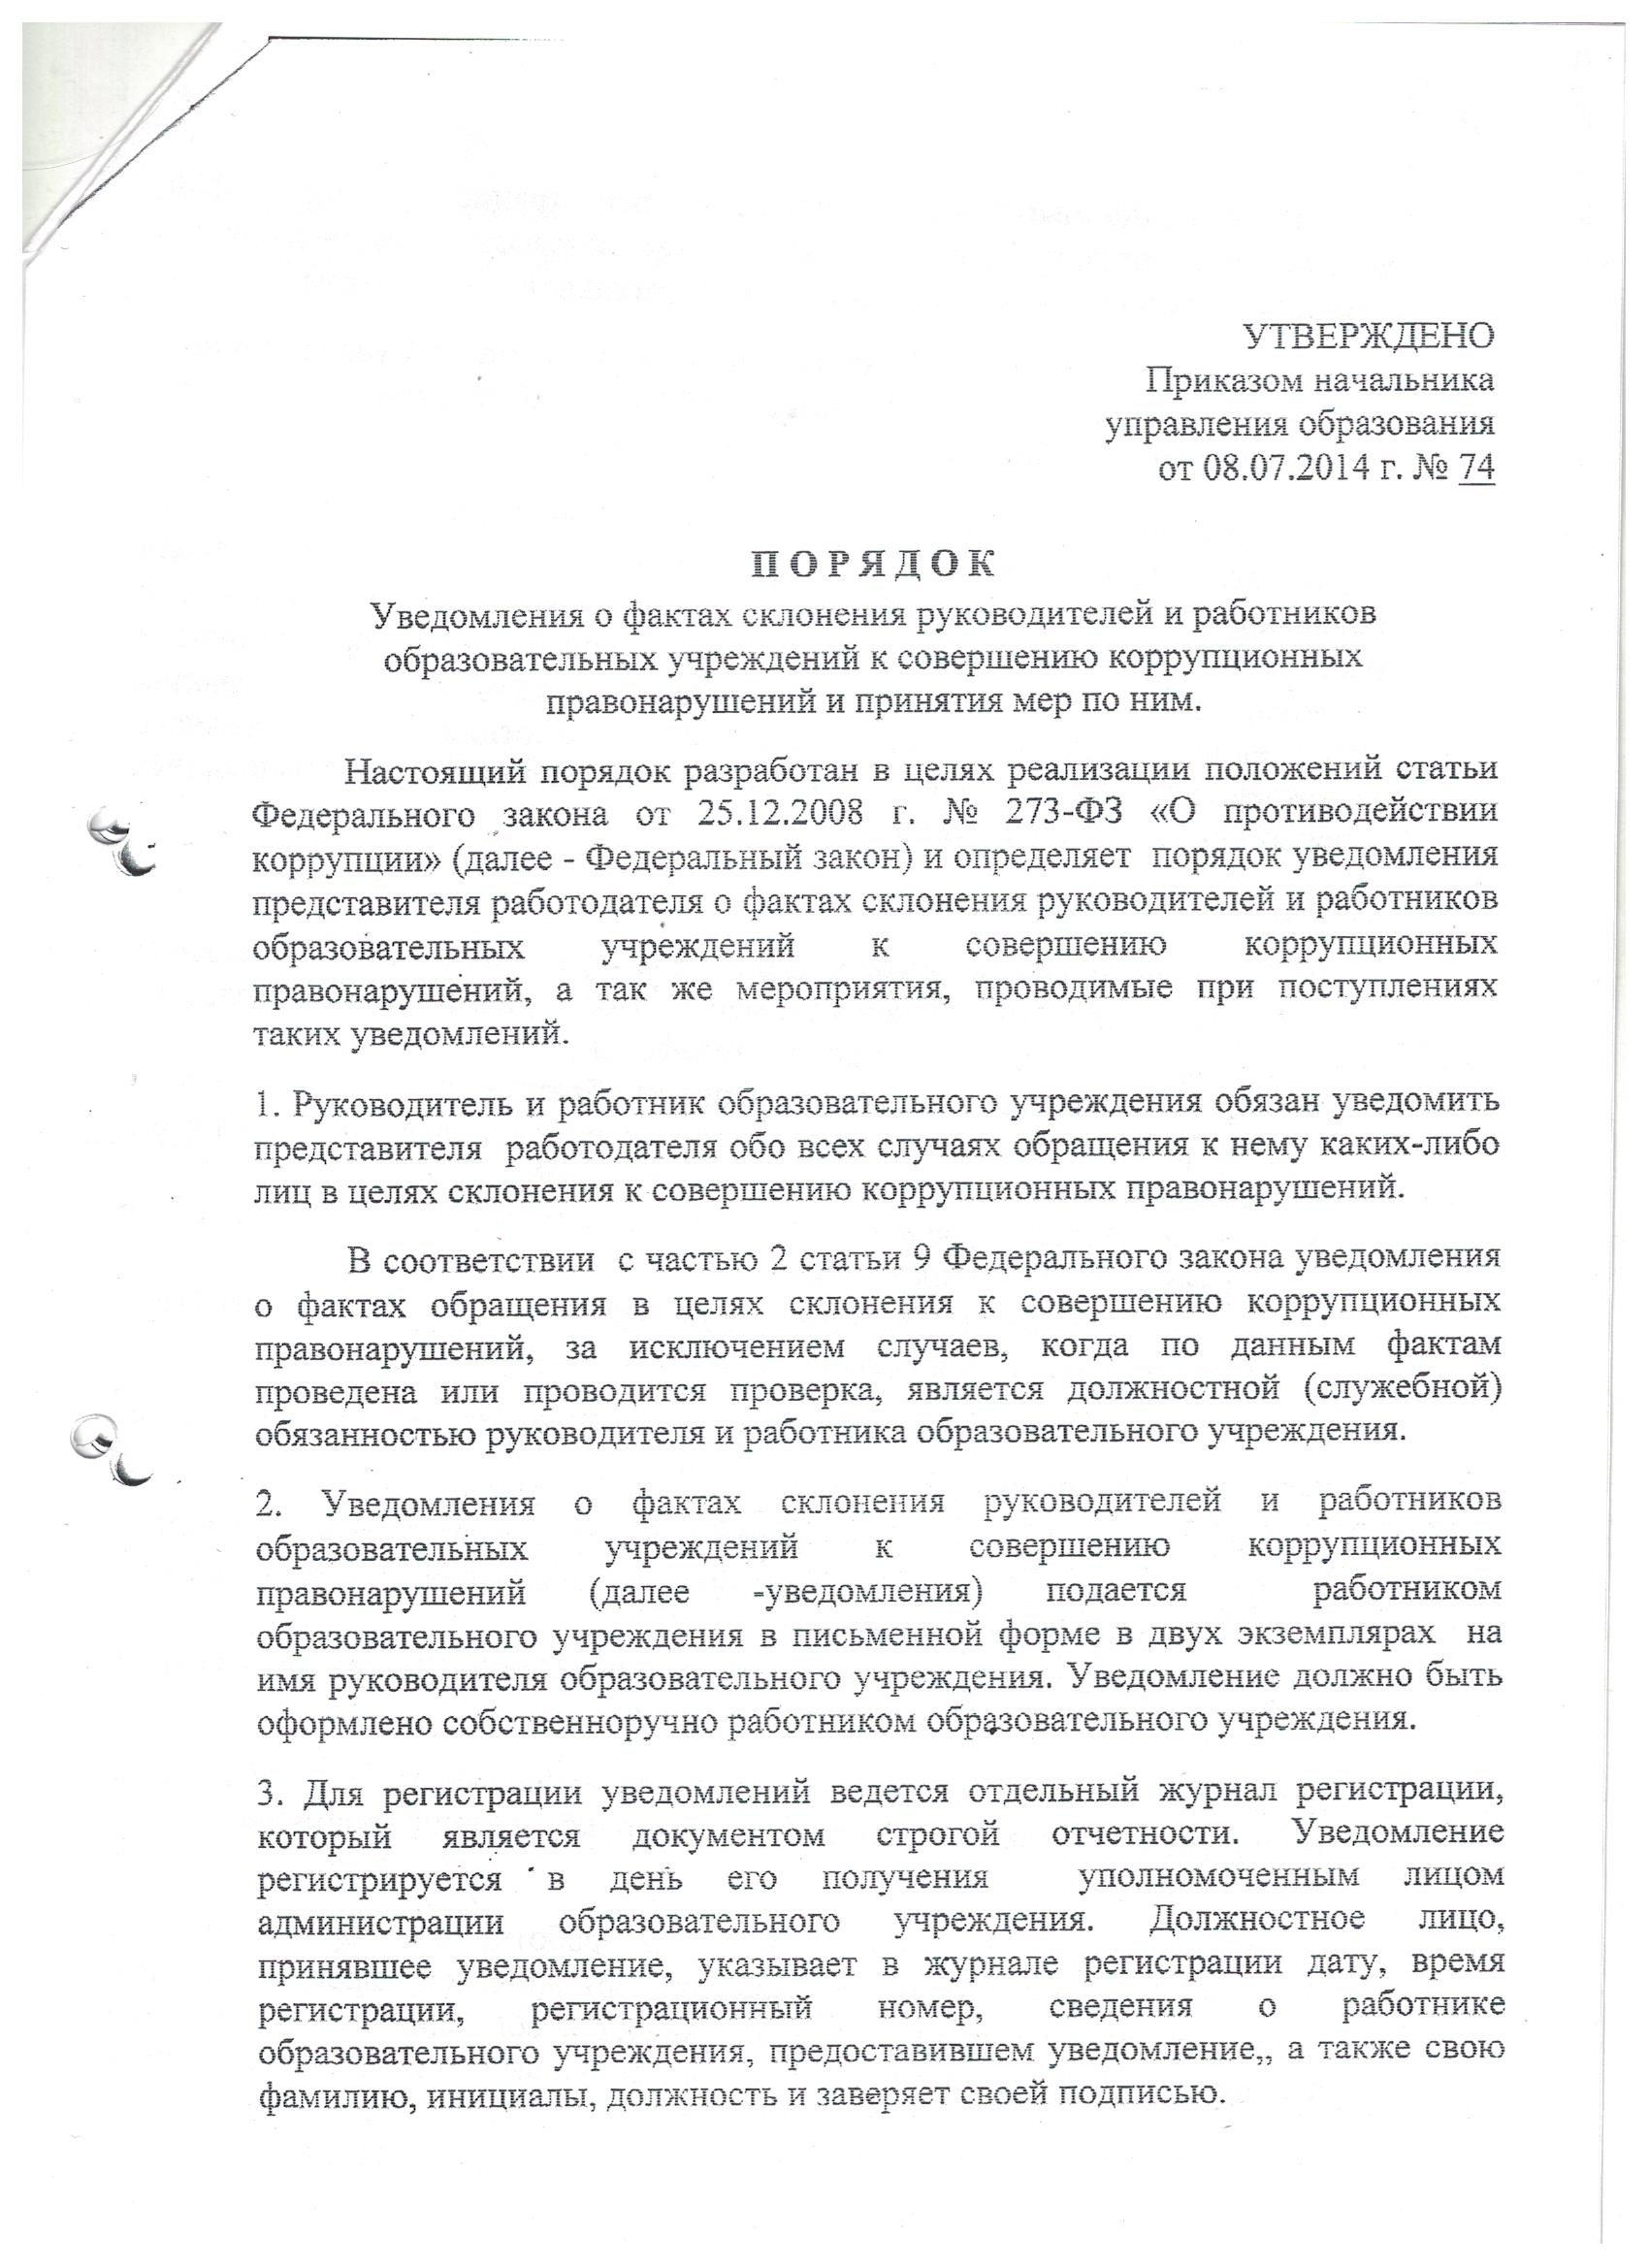 УТВЕРЖДЕНО
Приказом начальника
управления образования
от 08.07.2014 г. № 74
П О Р Я Д О К
Уведомления о фактах склонения руководителей и работников
образовательных учреждений к совершению коррупционных
правонарушений и принятия мер по ним.
Настоящий порядок разработан в целях реализации положений статьи
Федерального закона от 25.12.2008 г. № 273-ФЗ «О противодействии
коррупции» (далее - Федеральный закон) и определяет порядок уведомления
представителя работодателя о фактах склонения руководителей и работников
образовательных учреждений к совершению коррупционных
правонарушений, а так же мероприятия, проводимые при поступлениях
таких уведомлений.
1. Руководитель и работник образовательного учреждения обязан уведомить
представителя работодателя обо всех случаях обращения к нему каких-либо
лиц в целях склонения к совершению коррупционных правонарушений.
В соответствии с частью 2 статьи 9 Федерального закона уведомления
о фактах обращения в целях склонения к совершению коррупционных
правонарушений, за исключением случаев, когда по данным фактам
проведена или проводится проверка, является должностной (служебной)
обязанностью руководителя и работника образовательного учреждения.
2. Уведомления о фактах склонения руководителей и работников
образовательных учреждений к совершению коррупционных
правонарушений (далее -уведомления) подается работником
образовательного учреждения в письменной форме в двух экземплярах на
имя руководителя образовательного учреждения. Уведомление должно быть
оформлено собственноручно работником образовательного учреждения.
3. Для регистрации уведомлений ведется отдельный журнал регистрации,
который является документом строгой отчетности. Уведомление
регистрируется в день его получения уполномоченным лицом
администрации образовательного учреждения. Должностное лицо,
принявшее уведомление, указывает в журнале регистрации дату, время
регистрации, регистрационный номер, сведения о работнике
образовательного учреждения, предоставившем уведомление,, а также свою
фамилию, инициалы, должность и заверяет своей подписью.